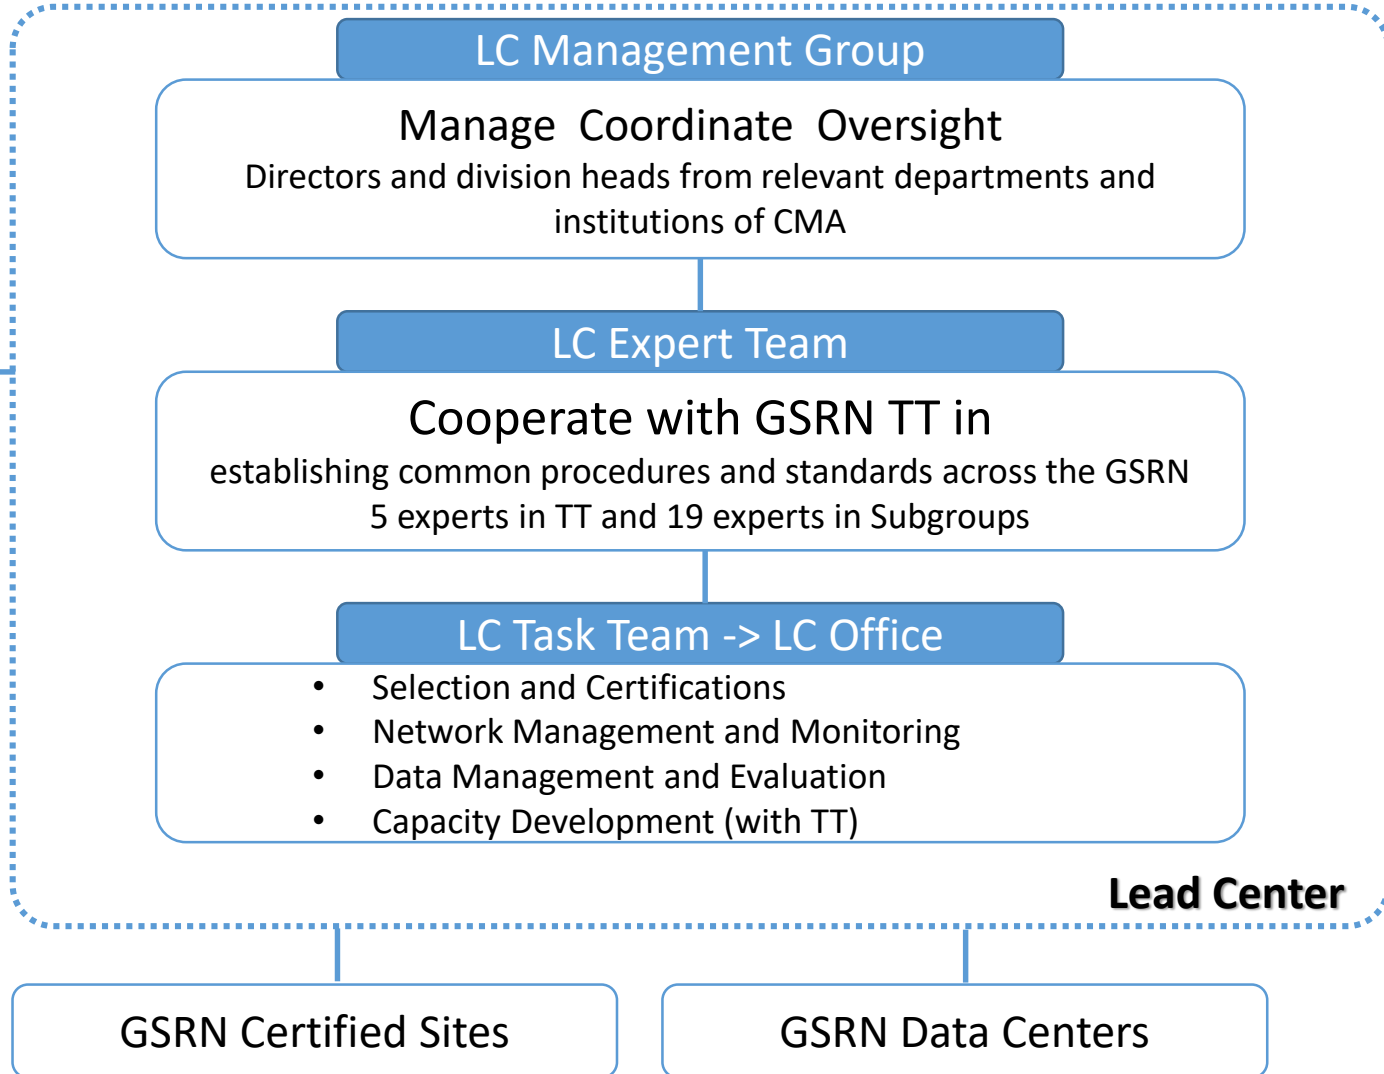 LC Management Group
Manage  Coordinate  Oversight
Directors and division heads from relevant departments and
institutions of CMA
LC Expert Team
Cooperate with GSRN TT in
establishing common procedures and standards across the GSRN
5 experts in TT and 19 experts in Subgroups
LC Task Team -> LC Office
• Selection and Certifications
• Network Management and Monitoring
• Data Management and Evaluation
• Capacity Development (with TT)
Lead Center
GSRN Certified Sites
GSRN Data Centers